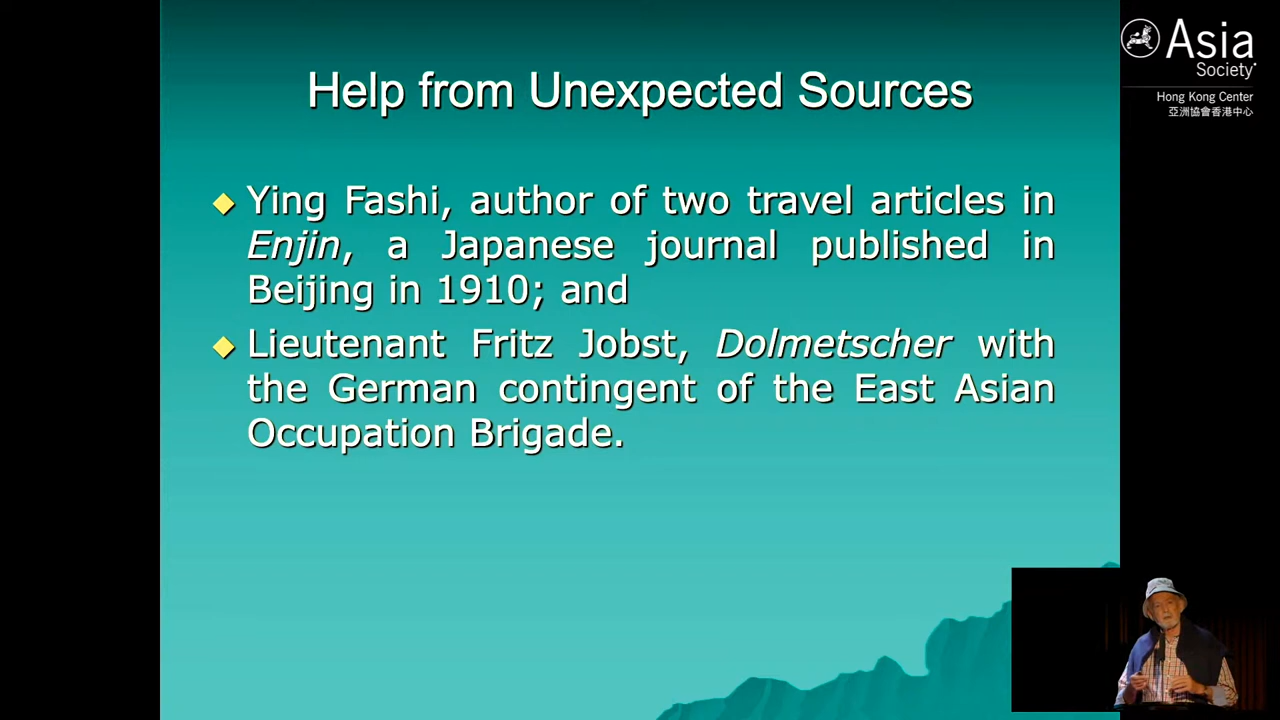 Help from Unexpected Sources
Ying Fashi, author of two travel articles in
Enjin, a Japanese journal published in
Beijing in 1910; and
Lieutenant Fritz Jobst, Dolmetscher with
the German contingent of the East Asian
Occupation Brigade.
Asia
Society
Hong Kong Center
亞洲協會香港中心